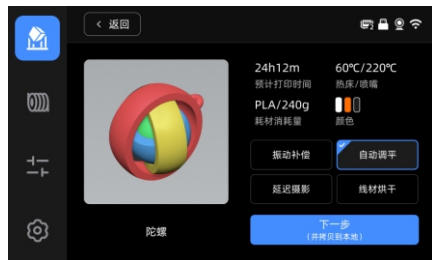 返回
24h12m
60℃/220℃
预计打印时间
热床/喷嘴
PLA/240g
耗材消耗量
颜色
振动补偿
自动调平
延迟摄影
线材烘干
陀螺
下一步
(并拷贝到本地)